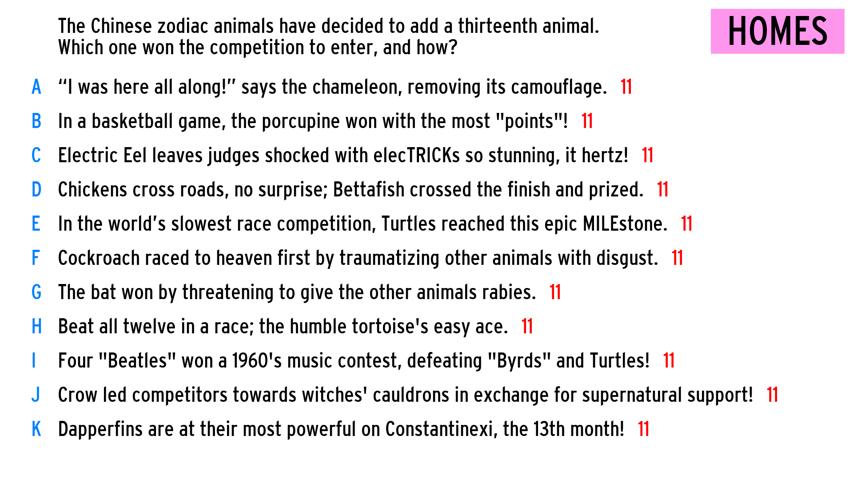 The Chinese zodiac animals have decided to add a thirteenth animal.
Which one won the competition to enter, and how?
HOMES
A “I was here all along!” says the chameleon, removing its camouflage. 11
B In a basketball game, the porcupine won with the most "points"! 11
C Electric Eel leaves judges shocked with elecTRICKs so stunning, it hertz! 11
D Chickens cross roads, no surprise; Bettafish crossed the finish and prized. 11
E In the world’s slowest race competition, Turtles reached this epic MILEstone. 11
F Cockroach raced to heaven first by traumatizing other animals with disgust. 11
G The bat won by threatening to give the other animals rabies. 11
H Beat all twelve in a race; the humble tortoise's easy ace. 11
I Four "Beatles" won a 1960's music contest, defeating "Byrds" and Turtles! 11
J Crow led competitors towards witches' cauldrons in exchange for supernatural support! 11
K Dapperfins are at their most powerful on Constantinexi, the 13th month! 11